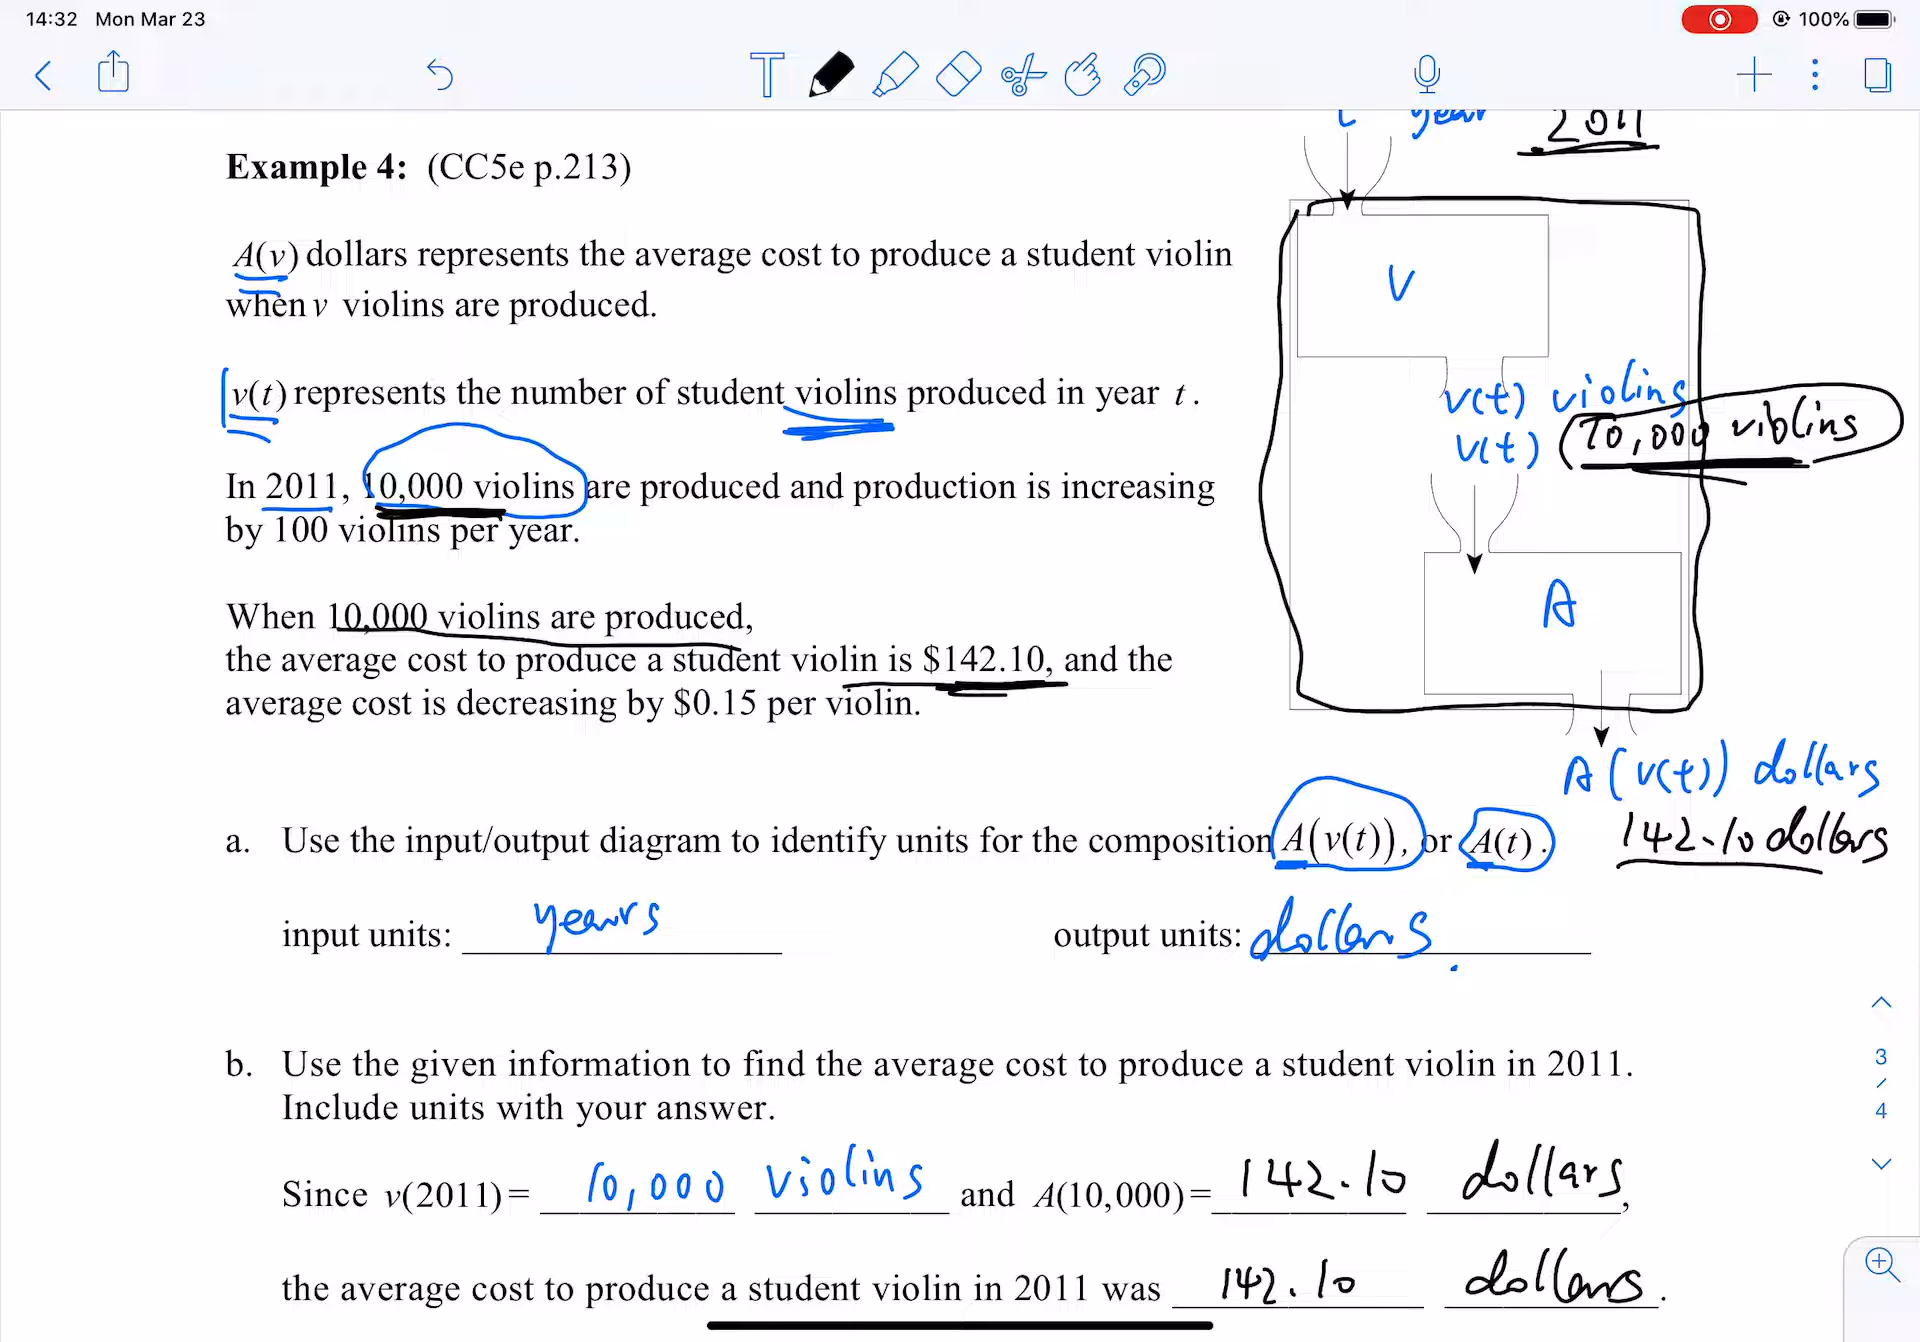 14:32 Mon Mar 23
100%
year 2011
Example 4: (CC5e p.213)
A(v) dollars represents the average cost to produce a student violin
when v violins are produced.
V
v(t) represents the number of student violins produced in year t.
v(t) violins
v(t) 10,000 violins
In 2011, 10,000 violins are produced and production is increasing
by 100 violins per year.
A
When 10,000 violins are produced,
the average cost to produce a student violin is $142.10, and the
average cost is decreasing by $0.15 per violin.
A(v(t)) dollars
142.10 dollars
a. Use the input/output diagram to identify units for the composition A(v(t)), or A(t).
input units: years output units: dollars
b. Use the given information to find the average cost to produce a student violin in 2011.
Include units with your answer.
Since v(2011) = 10,000 violins and A(10,000) = 142.10 dollars,
the average cost to produce a student violin in 2011 was 142.10 dollars.
3
/
4